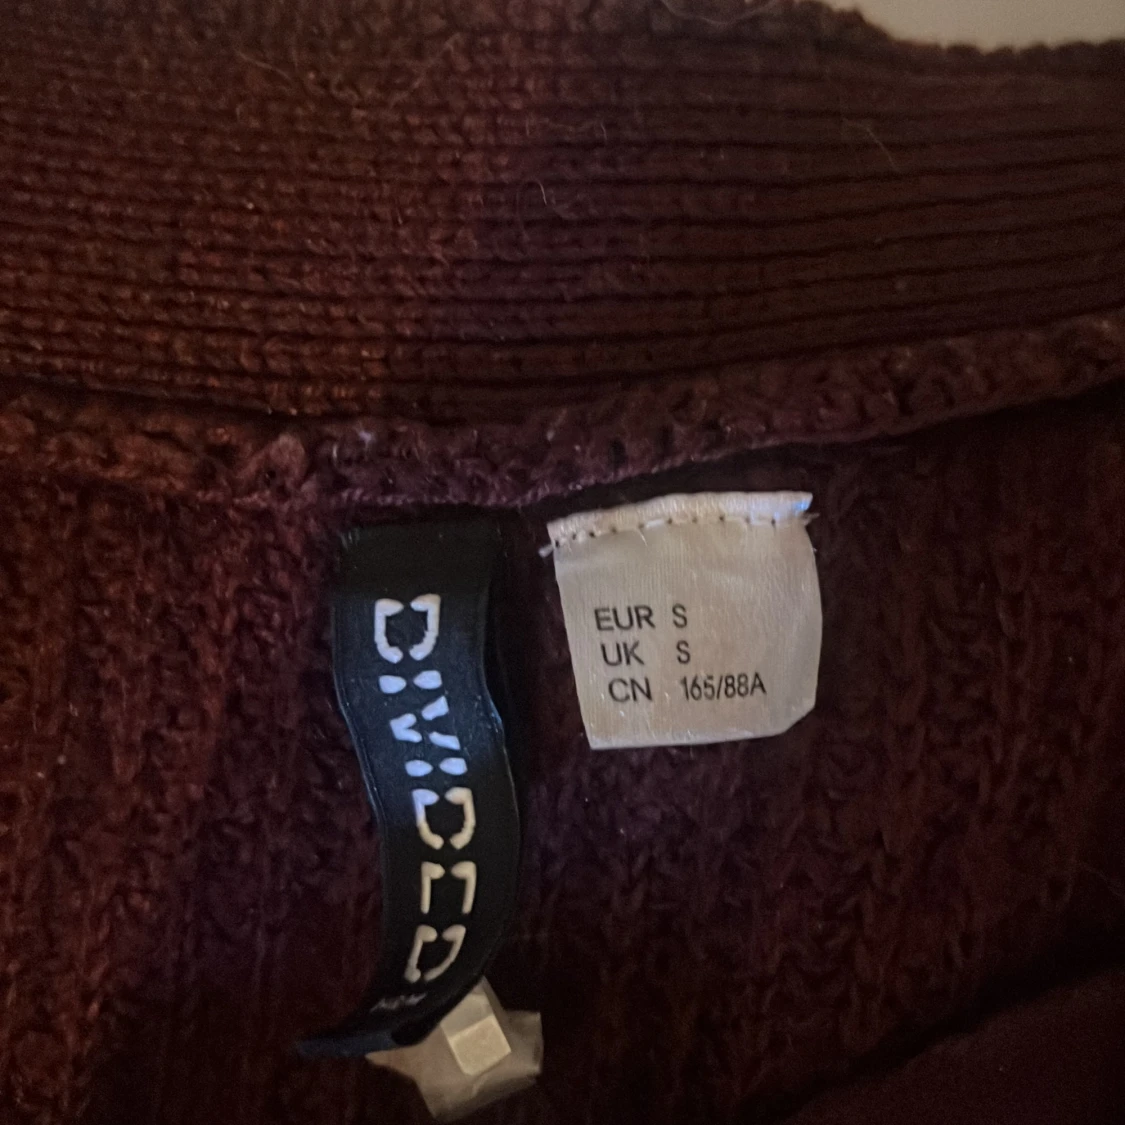 DIVIDED
EUR S
UK S
CN 165/88A